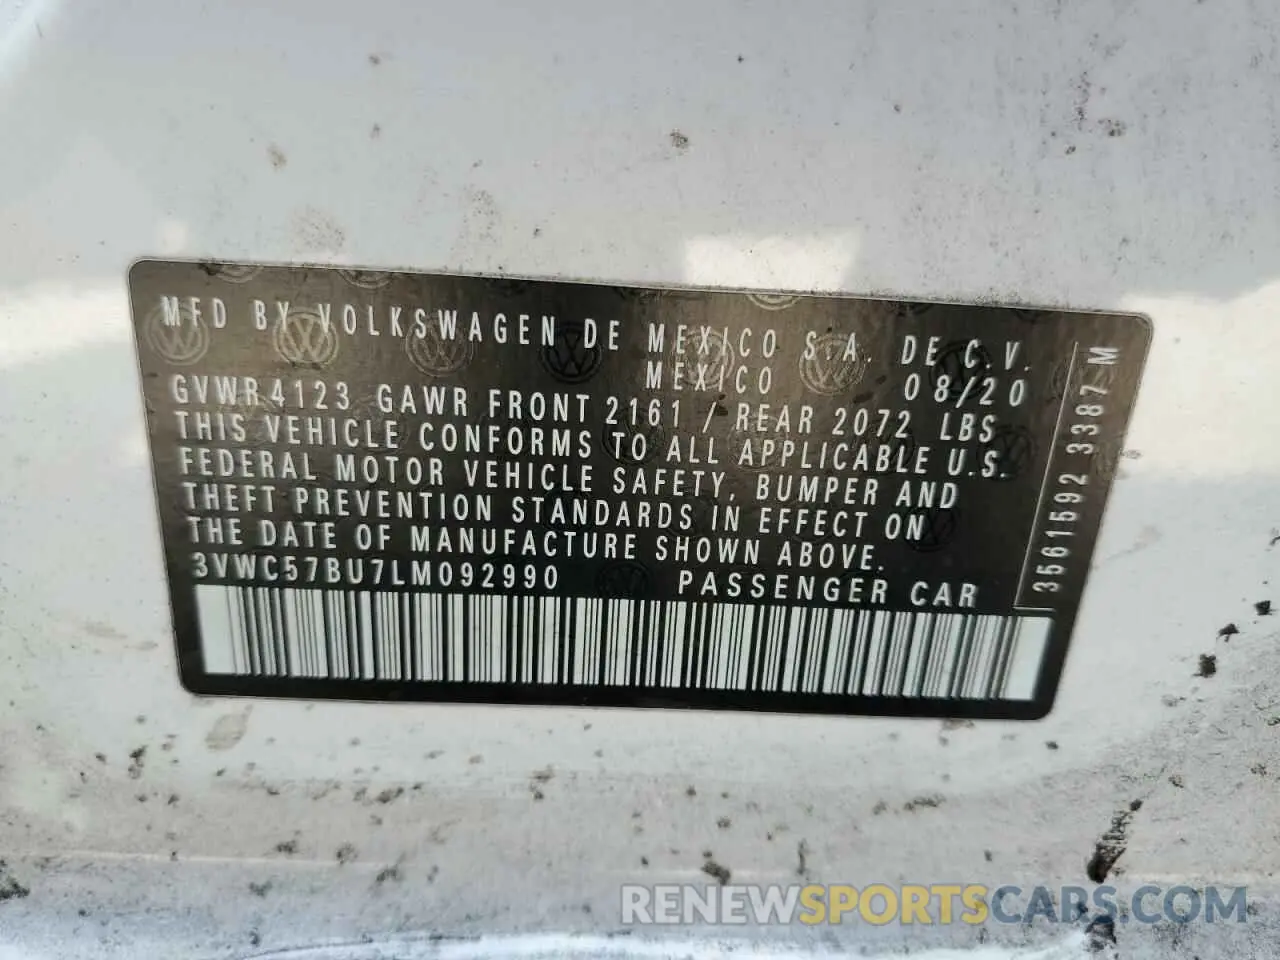 MFD BY VOLKSWAGEN DE MEXICO S.A. DE C.V.
MEXICO 08/20
GVWR 4123 GAWR FRONT 2161 / REAR 2072 LBS
THIS VEHICLE CONFORMS TO ALL APPLICABLE U.S.
FEDERAL MOTOR VEHICLE SAFETY, BUMPER AND
THEFT PREVENTION STANDARDS IN EFFECT ON
THE DATE OF MANUFACTURE SHOWN ABOVE.
3VWC57BU7LM092990 PASSENGER CAR
3561592 3387 M
RENEWSPORTSCARS.COM